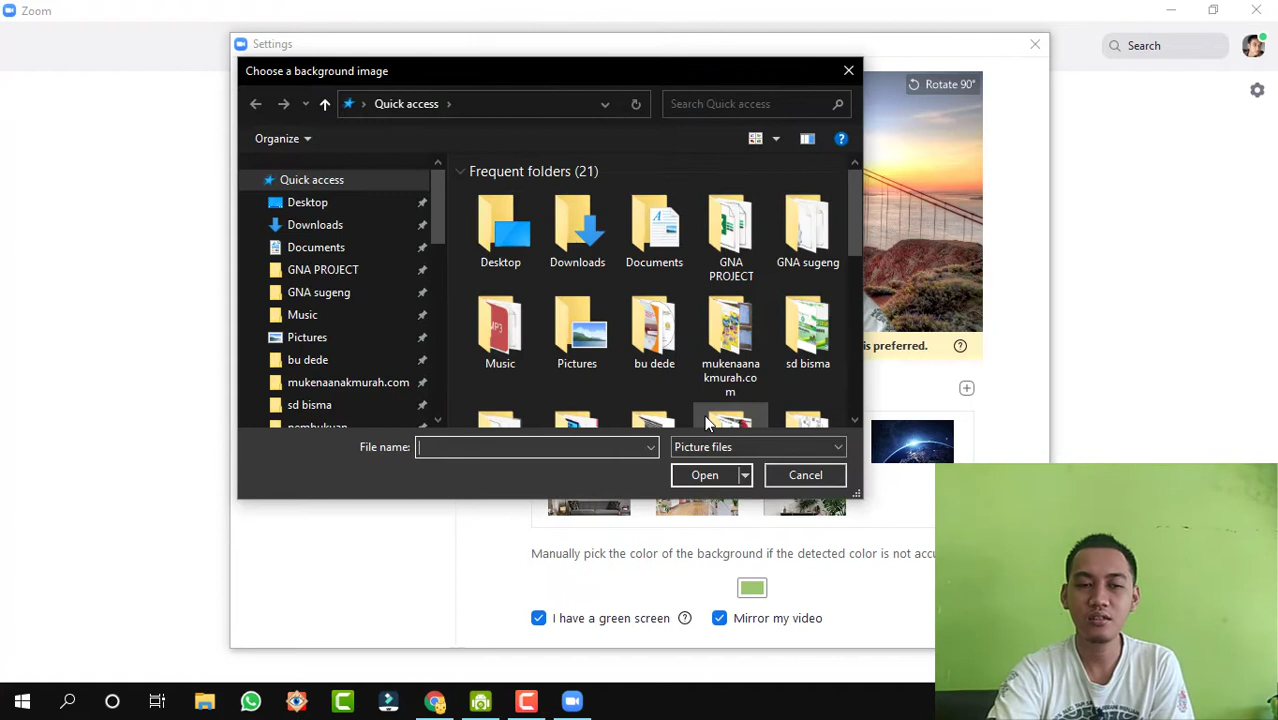 Zoom
Settings
Search
Choose a background image
Rotate 90°
Quick access
Search Quick access
Organize
Quick access
Desktop
Downloads
Documents
GNA PROJECT
GNA sugeng
Music
Pictures
bu dede
mukenaanakmurah.com
sd bisma
Frequent folders (21)
Desktop
Downloads
Documents
GNA
PROJECT
GNA sugeng
Music
Pictures
bu dede
mukenaana
kmurah.co
m
sd bisma
is preferred.
File name:
Picture files
Open
Cancel
Manually pick the color of the background if the detected color is not accu
I have a green screen
Mirror my video